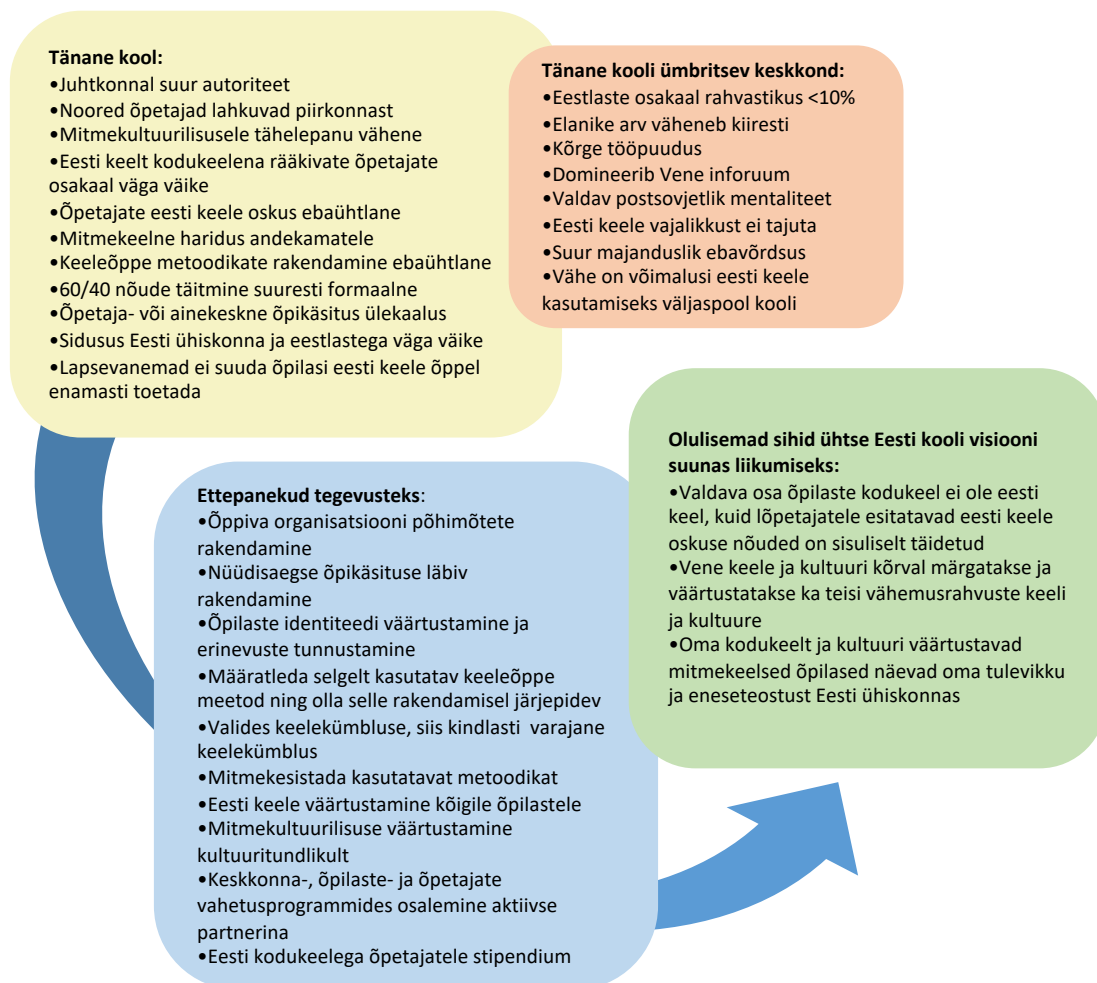 Tänane kool:
•Juhtkonnal suur autoriteet
•Noored õpetajad lahkuvad piirkonnast
•Mitmekultuurilisusele tähelepanu vähene
•Eesti keelt kodukeelena rääkivate õpetajate
osakaal väga väike
•Õpetajate eesti keele oskus ebaühtlane
•Mitmekeelne haridus andekamatele
•Keeleõppe metoodikate rakendamine ebaühtlane
•60/40 nõude täitmine suuresti formaalne
•Õpetaja- või ainekeskne õpikäsitus ülekaalus
•Sidusus Eesti ühiskonna ja eestlastega väga väike
•Lapsevanemad ei suuda õpilasi eesti keele õppel
enamasti toetada
Tänane kooli ümbritsev keskkond:
•Eestlaste osakaal rahvastikus <10%
•Elanike arv väheneb kiiresti
•Kõrge tööpuudus
•Domineerib Vene inforuum
•Valdav postsovjetlik mentaliteet
•Eesti keele vajalikkust ei tajuta
•Suur majanduslik ebavõrdsus
•Vähe on võimalusi eesti keele
kasutamiseks väljaspool kooli
Ettepanekud tegevusteks:
•Õppiva organisatsiooni põhimõtete
rakendamine
•Nüüdisaegse õpikäsituse läbiv
rakendamine
•Õpilaste identiteedi väärtustamine ja
erinevuste tunnustamine
•Määratleda selgelt kasutatav keeleõppe
meetod ning olla selle rakendamisel järjepidev
•Valides keelekümbluse, siis kindlasti  varajane
keelekümblus
•Mitmekesistada kasutatavat metoodikat
•Eesti keele väärtustamine kõigile õpilastele
•Mitmekultuurilisuse väärtustamine
kultuuritundlikult
•Keskkonna-, õpilaste- ja õpetajate
vahetusprogrammides osalemine aktiivse
partnerina
•Eesti kodukeelega õpetajatele stipendium
Olulisemad sihid ühtse Eesti kooli visiooni
suunas liikumiseks:
•Valdava osa õpilaste kodukeel ei ole eesti
keel, kuid lõpetajatele esitatavad eesti keele
oskuse nõuded on sisuliselt täidetud
•Vene keele ja kultuuri kõrval märgatakse ja
väärtustatakse ka teisi vähemusrahvuste keeli
ja kultuure
•Oma kodukeelt ja kultuuri väärtustavad
mitmekeelsed õpilased näevad oma tulevikku
ja eneseteostust Eesti ühiskonnas